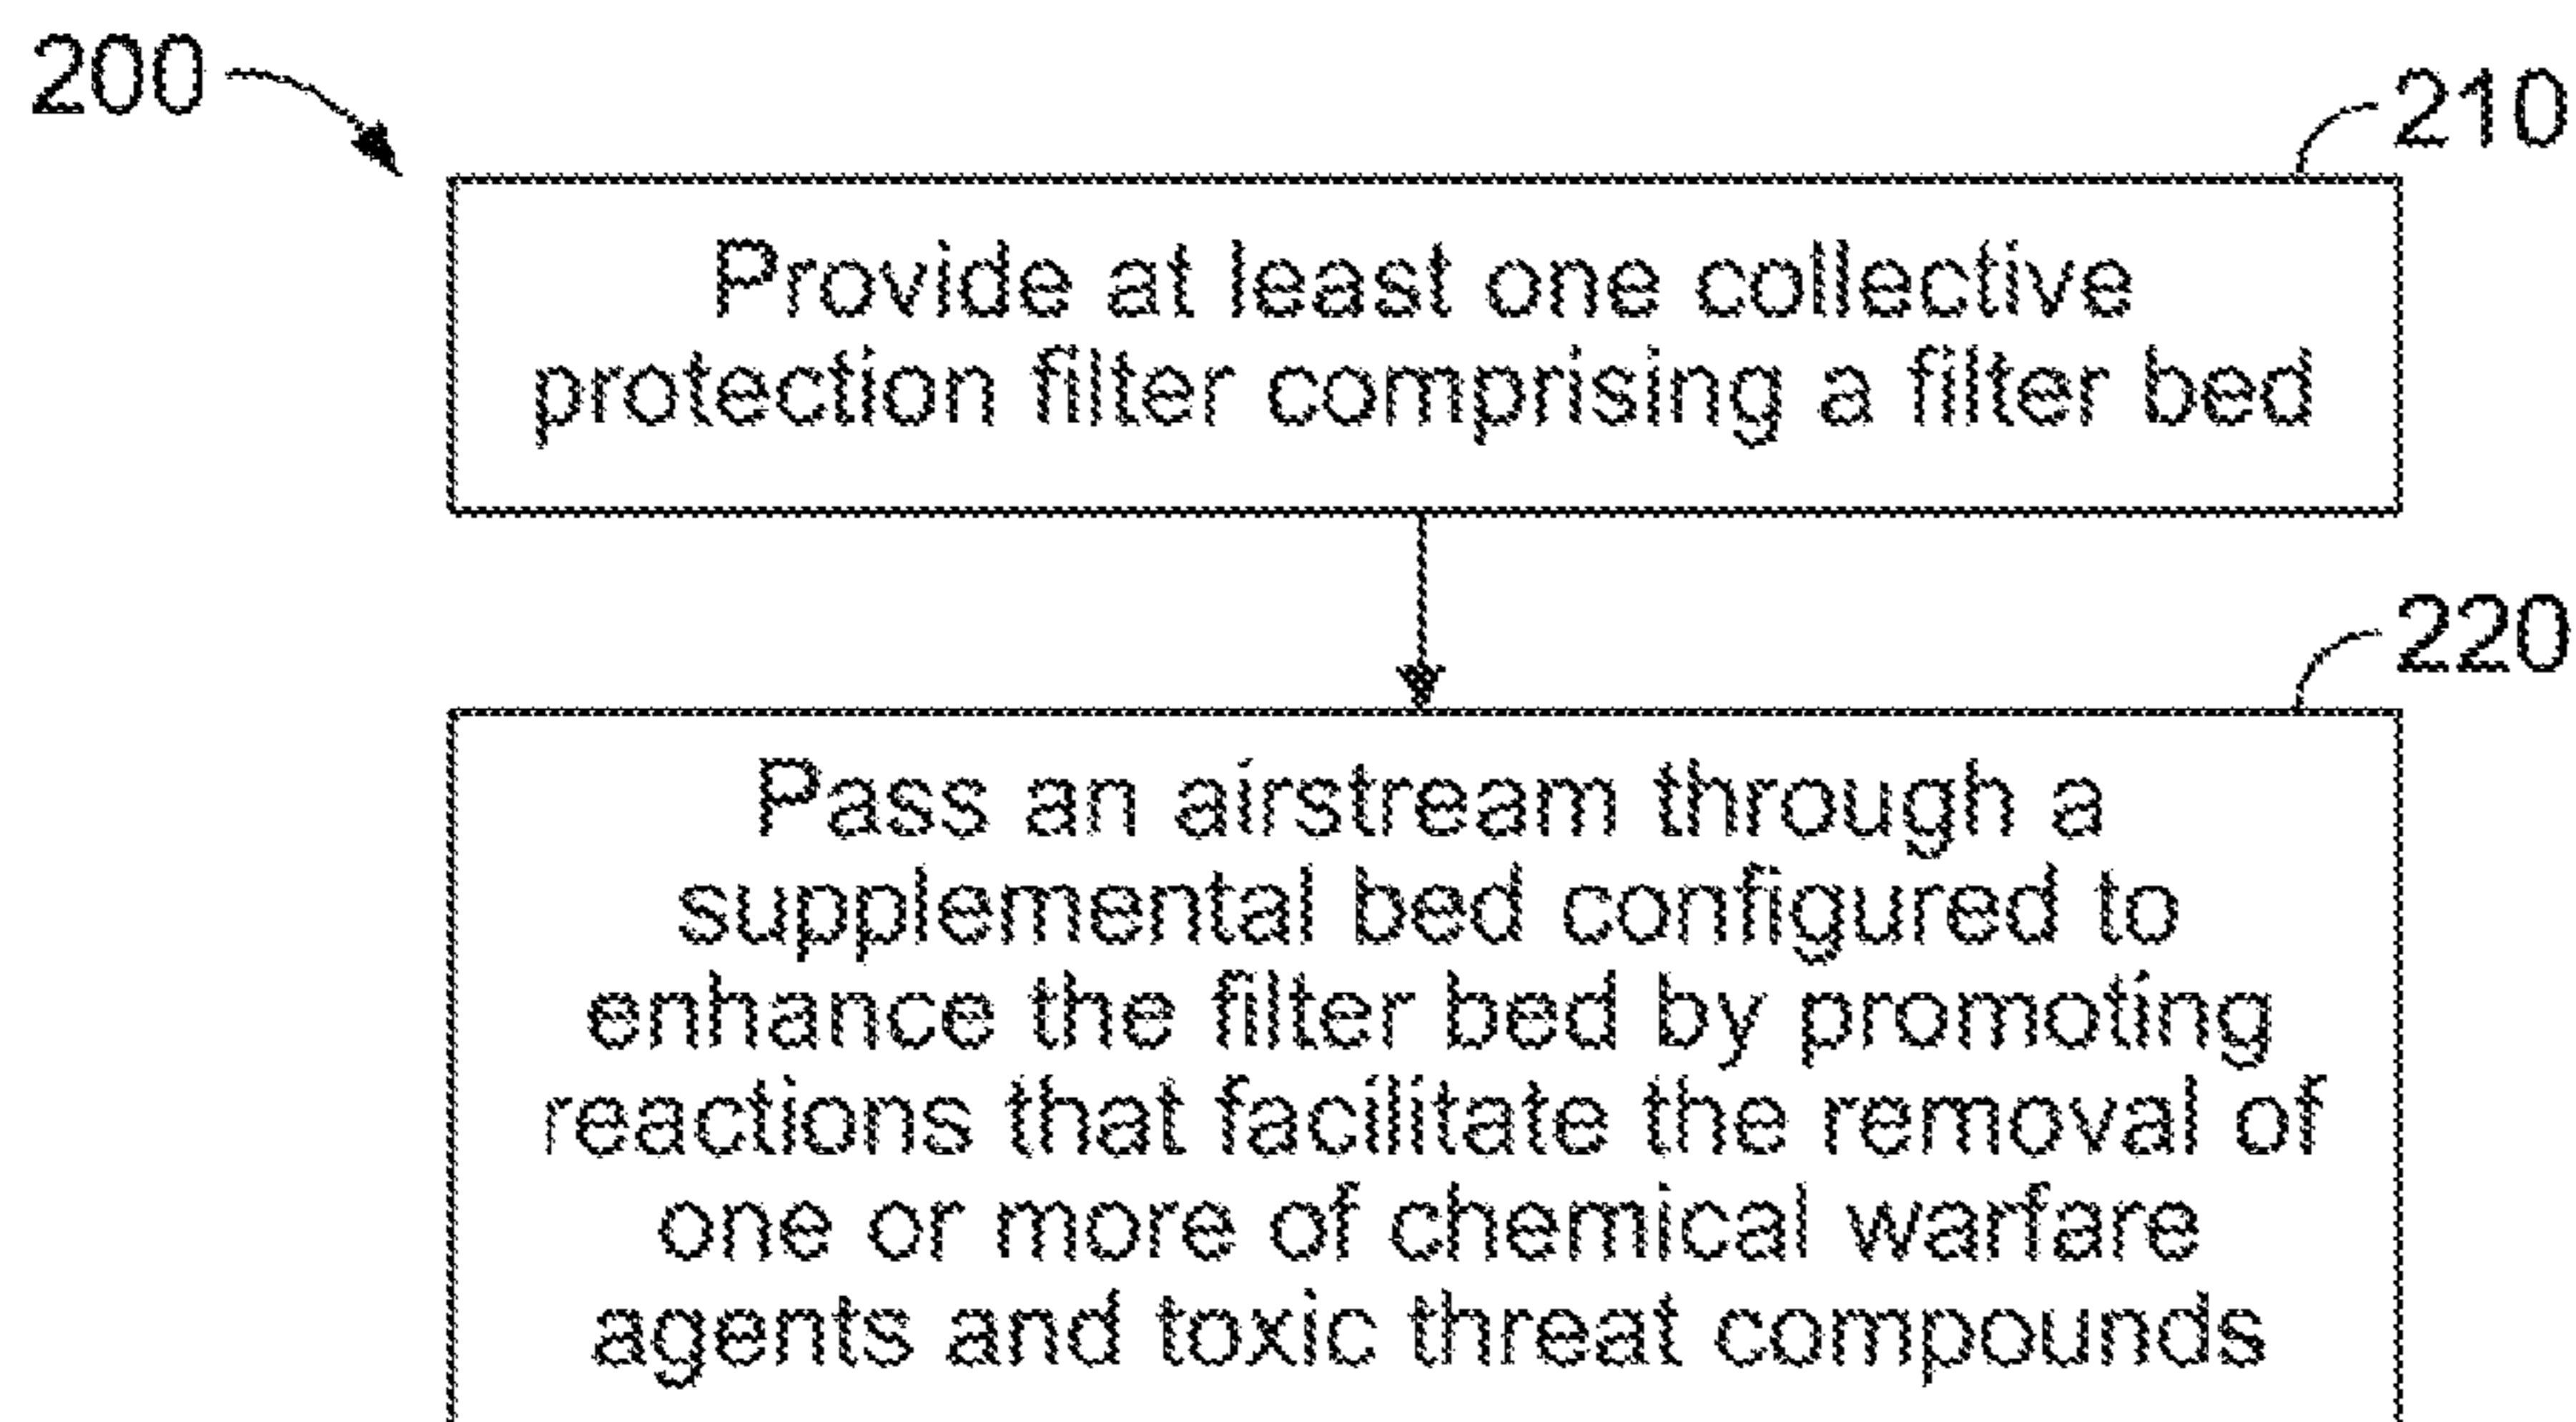 200
210
Provide at least one collective
protection filter comprising a filter bed
220
Pass an airstream through a
supplemental bed configured to
enhance the filter bed by promoting
reactions that facilitate the removal of
one or more of chemical warfare
agents and toxic threat compounds